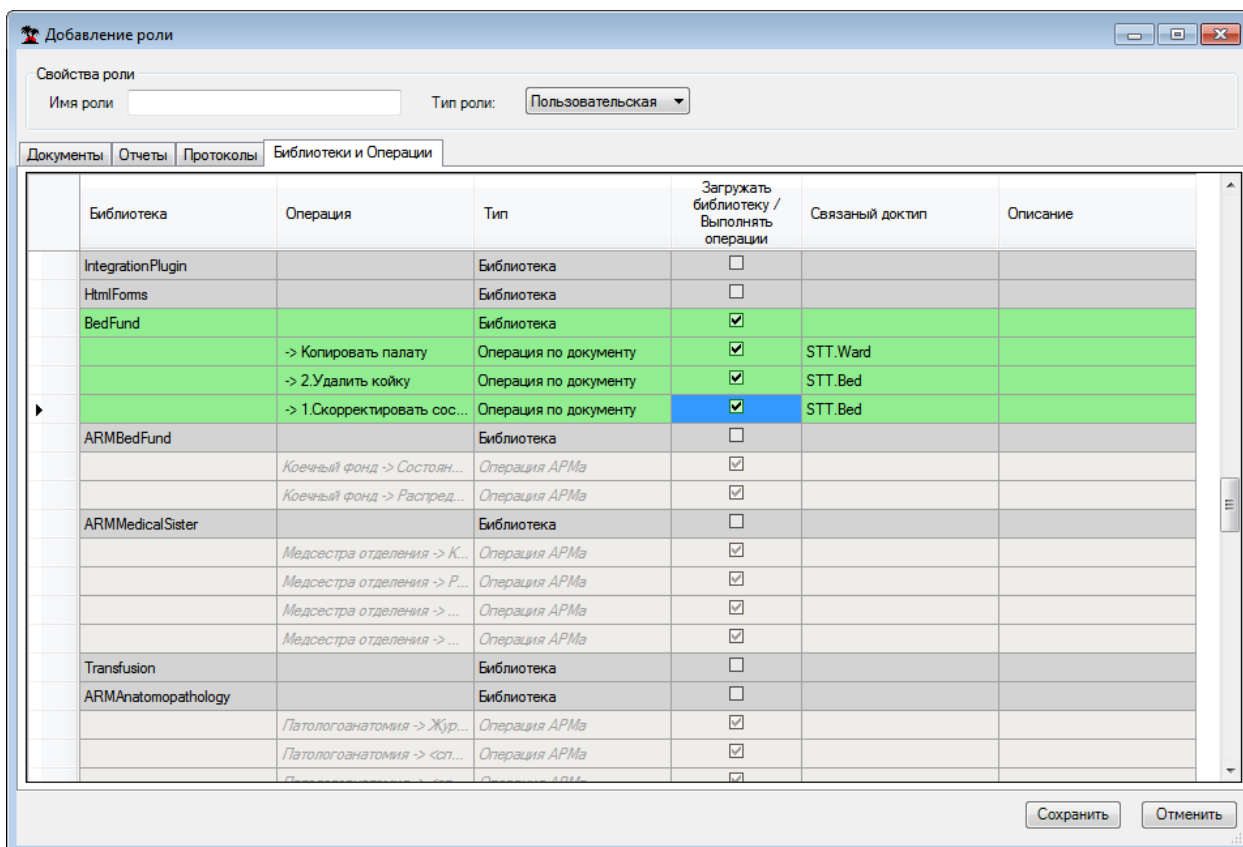 Добавление роли
Свойства роли
Имя роли Тип роли: Пользовательская
Документы Отчеты Протоколы Библиотеки и Операции
Библиотека Операция Тип Загружать библиотеку / Выполнять операции Связаный доктип Описание
IntegrationPlugin Библиотека
HtmlForms Библиотека
BedFund Библиотека
-> Копировать палату Операция по документу STT.Ward
-> 2.Удалить койку Операция по документу STT.Bed
-> 1.Скорректировать сос... Операция по документу STT.Bed
ARMBedFund Библиотека
Коечный фонд -> Состоян... Операция АРМа
Коечный фонд -> Распред... Операция АРМа
ARMMedicalSister Библиотека
Медсестра отделения -> К... Операция АРМа
Медсестра отделения -> Р... Операция АРМа
Медсестра отделения -> ... Операция АРМа
Медсестра отделения -> ... Операция АРМа
Transfusion Библиотека
ARMAnatomopathology Библиотека
Патологоанатомия -> Жур... Операция АРМа
Патологоанатомия -> <сп... Операция АРМа
Сохранить Отменить